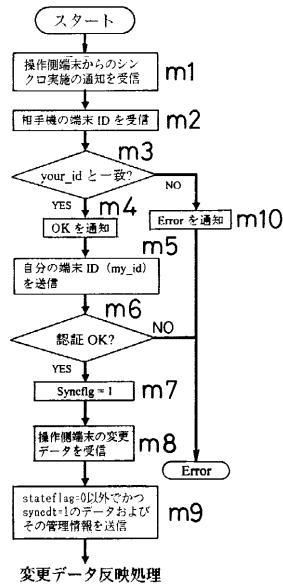 スタート
操作側端末からのシン
クロ実施の通知を受信
m1
相手機の端末 ID を受信
m2
m3
your_id と一致?
NO
YES
m4
OK を通知
Error を通知
m10
m5
自分の端末 ID (my_id)
を送信
m6
認証 OK?
NO
YES
Syncflg = 1
m7
操作側端末の変更
データを受信
m8
Error
stateflag=0以外でかつ
syncdt=1のデータおよび
その管理情報を送信
m9
変更データ反映処理